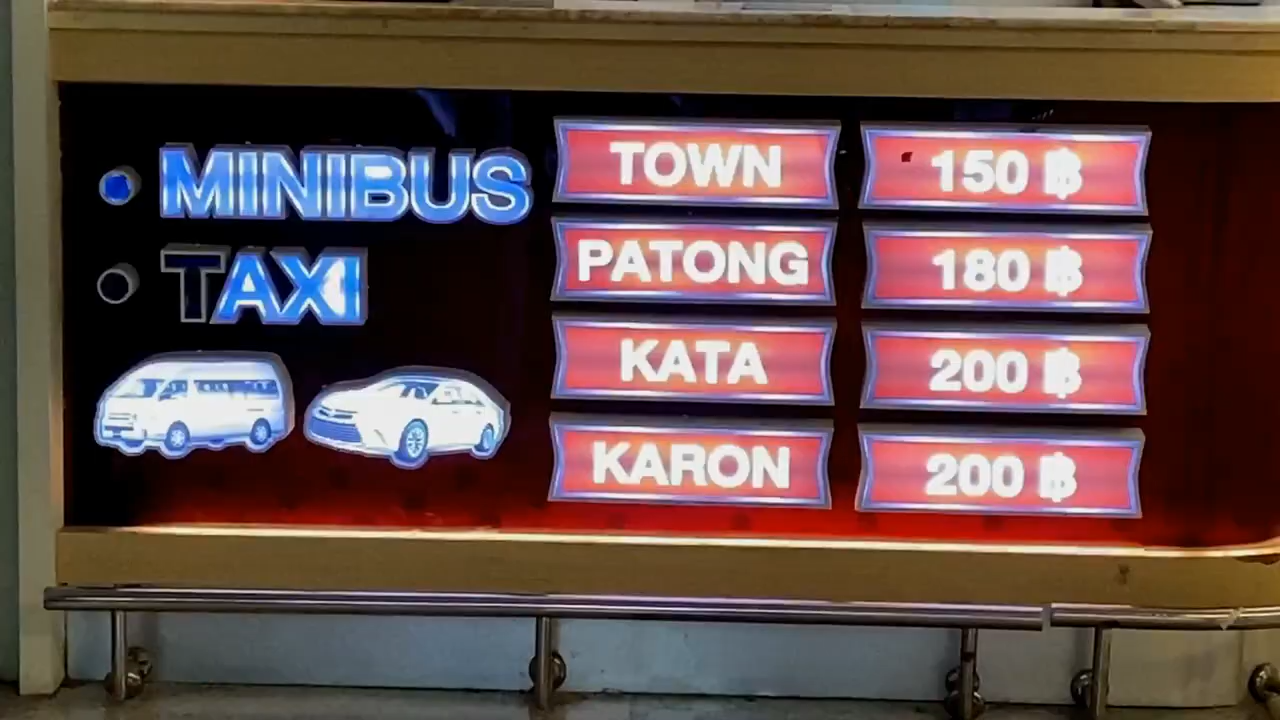 MINIBUS
TAXI
TOWN 150 ฿
PATONG 180 ฿
KATA 200 ฿
KARON 200 ฿